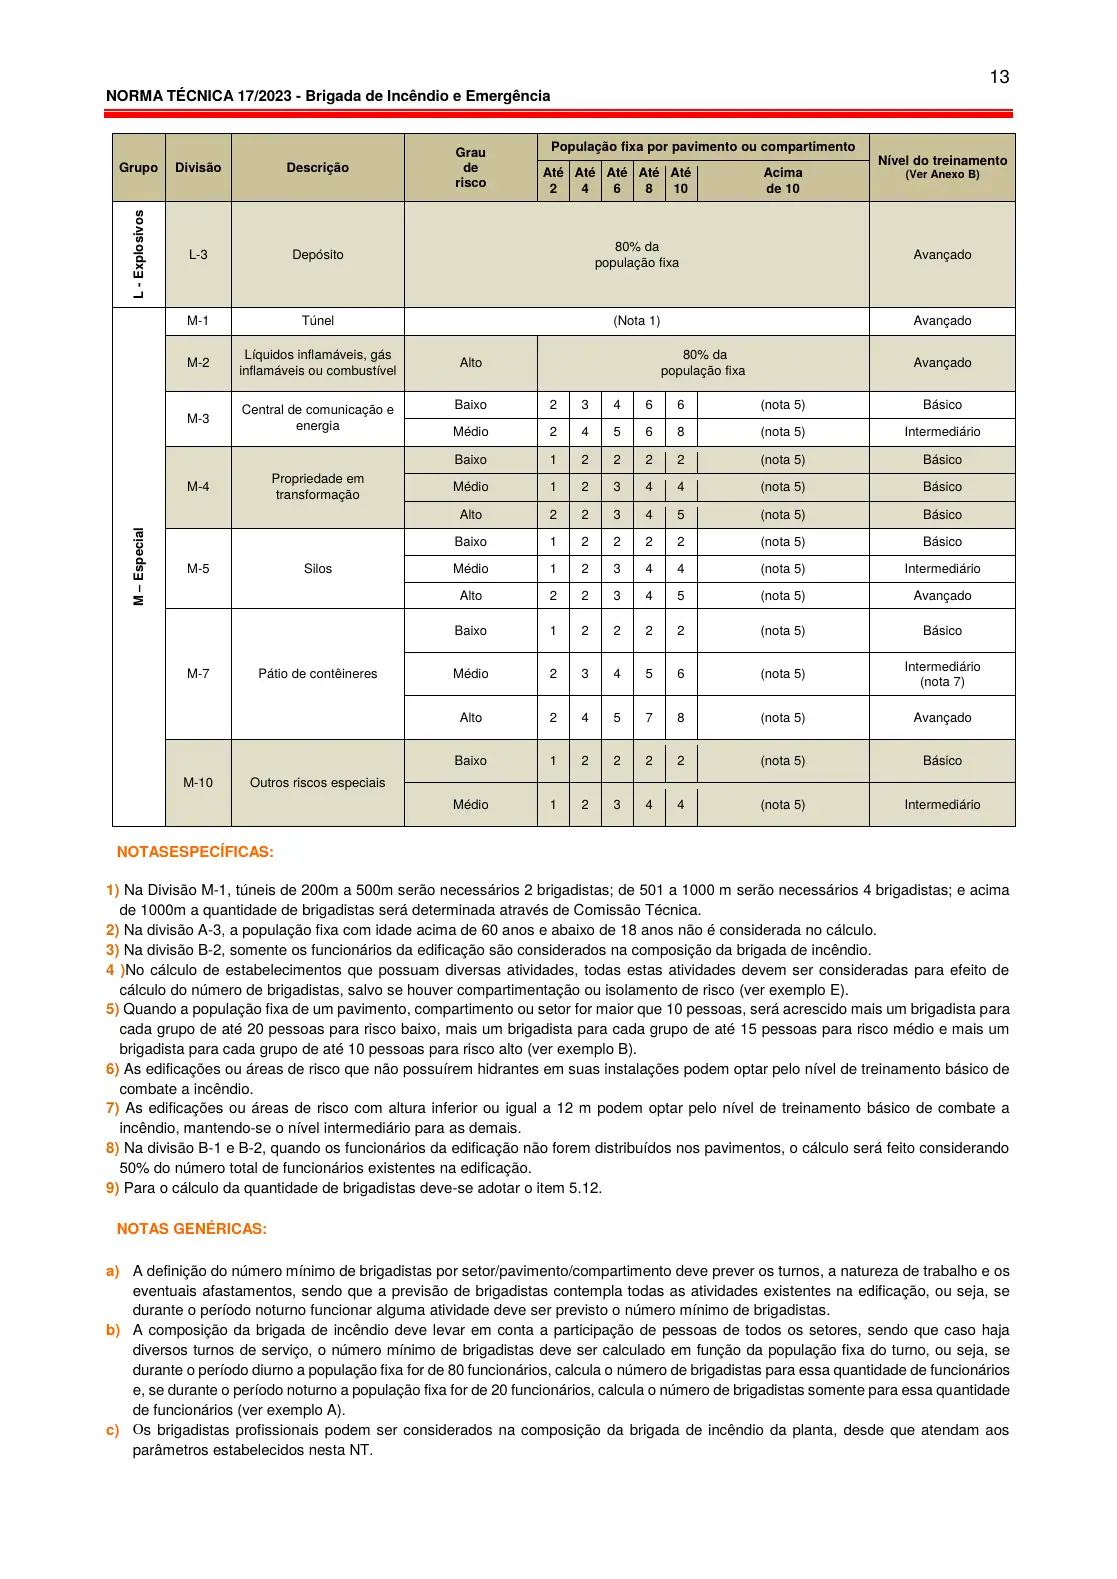 13
NORMA TÉCNICA 17/2023 - Brigada de Incêndio e Emergência
Grupo Divisão Descrição Grau de risco População fixa por pavimento ou compartimento Nível do treinamento (Ver Anexo B)
Até 2 Até 4 Até 6 Até 8 Até 10 Acima de 10
L - Explosivos
L-3 Depósito 80% da população fixa Avançado
M – Especial
M-1 Túnel (Nota 1) Avançado
M-2 Líquidos inflamáveis, gás inflamáveis ou combustível Alto 80% da população fixa Avançado
M-3 Central de comunicação e energia
Baixo 2 3 4 6 6 (nota 5) Básico
Médio 2 4 5 6 8 (nota 5) Intermediário
M-4 Propriedade em transformação
Baixo 1 2 2 2 2 (nota 5) Básico
Médio 1 2 3 4 4 (nota 5) Básico
Alto 2 2 3 4 5 (nota 5) Básico
M-5 Silos
Baixo 1 2 2 2 2 (nota 5) Básico
Médio 1 2 3 4 4 (nota 5) Intermediário
Alto 2 2 3 4 5 (nota 5) Avançado
M-7 Pátio de contêineres
Baixo 1 2 2 2 2 (nota 5) Básico
Médio 2 3 4 5 6 (nota 5) Intermediário (nota 7)
Alto 2 4 5 7 8 (nota 5) Avançado
M-10 Outros riscos especiais
Baixo 1 2 2 2 2 (nota 5) Básico
Médio 1 2 3 4 4 (nota 5) Intermediário
NOTASESPECÍFICAS:
1) Na Divisão M-1, túneis de 200m a 500m serão necessários 2 brigadistas; de 501 a 1000 m serão necessários 4 brigadistas; e acima
de 1000m a quantidade de brigadistas será determinada através de Comissão Técnica.
2) Na divisão A-3, a população fixa com idade acima de 60 anos e abaixo de 18 anos não é considerada no cálculo.
3) Na divisão B-2, somente os funcionários da edificação são considerados na composição da brigada de incêndio.
4 )No cálculo de estabelecimentos que possuam diversas atividades, todas estas atividades devem ser consideradas para efeito de
cálculo do número de brigadistas, salvo se houver compartimentação ou isolamento de risco (ver exemplo E).
5) Quando a população fixa de um pavimento, compartimento ou setor for maior que 10 pessoas, será acrescido mais um brigadista para
cada grupo de até 20 pessoas para risco baixo, mais um brigadista para cada grupo de até 15 pessoas para risco médio e mais um
brigadista para cada grupo de até 10 pessoas para risco alto (ver exemplo B).
6) As edificações ou áreas de risco que não possuírem hidrantes em suas instalações podem optar pelo nível de treinamento básico de
combate a incêndio.
7) As edificações ou áreas de risco com altura inferior ou igual a 12 m podem optar pelo nível de treinamento básico de combate a
incêndio, mantendo-se o nível intermediário para as demais.
8) Na divisão B-1 e B-2, quando os funcionários da edificação não forem distribuídos nos pavimentos, o cálculo será feito considerando
50% do número total de funcionários existentes na edificação.
9) Para o cálculo da quantidade de brigadistas deve-se adotar o item 5.12.
NOTAS GENÉRICAS:
a) A definição do número mínimo de brigadistas por setor/pavimento/compartimento deve prever os turnos, a natureza de trabalho e os
eventuais afastamentos, sendo que a previsão de brigadistas contempla todas as atividades existentes na edificação, ou seja, se
durante o período noturno funcionar alguma atividade deve ser previsto o número mínimo de brigadistas.
b) A composição da brigada de incêndio deve levar em conta a participação de pessoas de todos os setores, sendo que caso haja
diversos turnos de serviço, o número mínimo de brigadistas deve ser calculado em função da população fixa do turno, ou seja, se
durante o período diurno a população fixa for de 80 funcionários, calcula o número de brigadistas para essa quantidade de funcionários
e, se durante o período noturno a população fixa for de 20 funcionários, calcula o número de brigadistas somente para essa quantidade
de funcionários (ver exemplo A).
c) Os brigadistas profissionais podem ser considerados na composição da brigada de incêndio da planta, desde que atendam aos
parâmetros estabelecidos nesta NT.